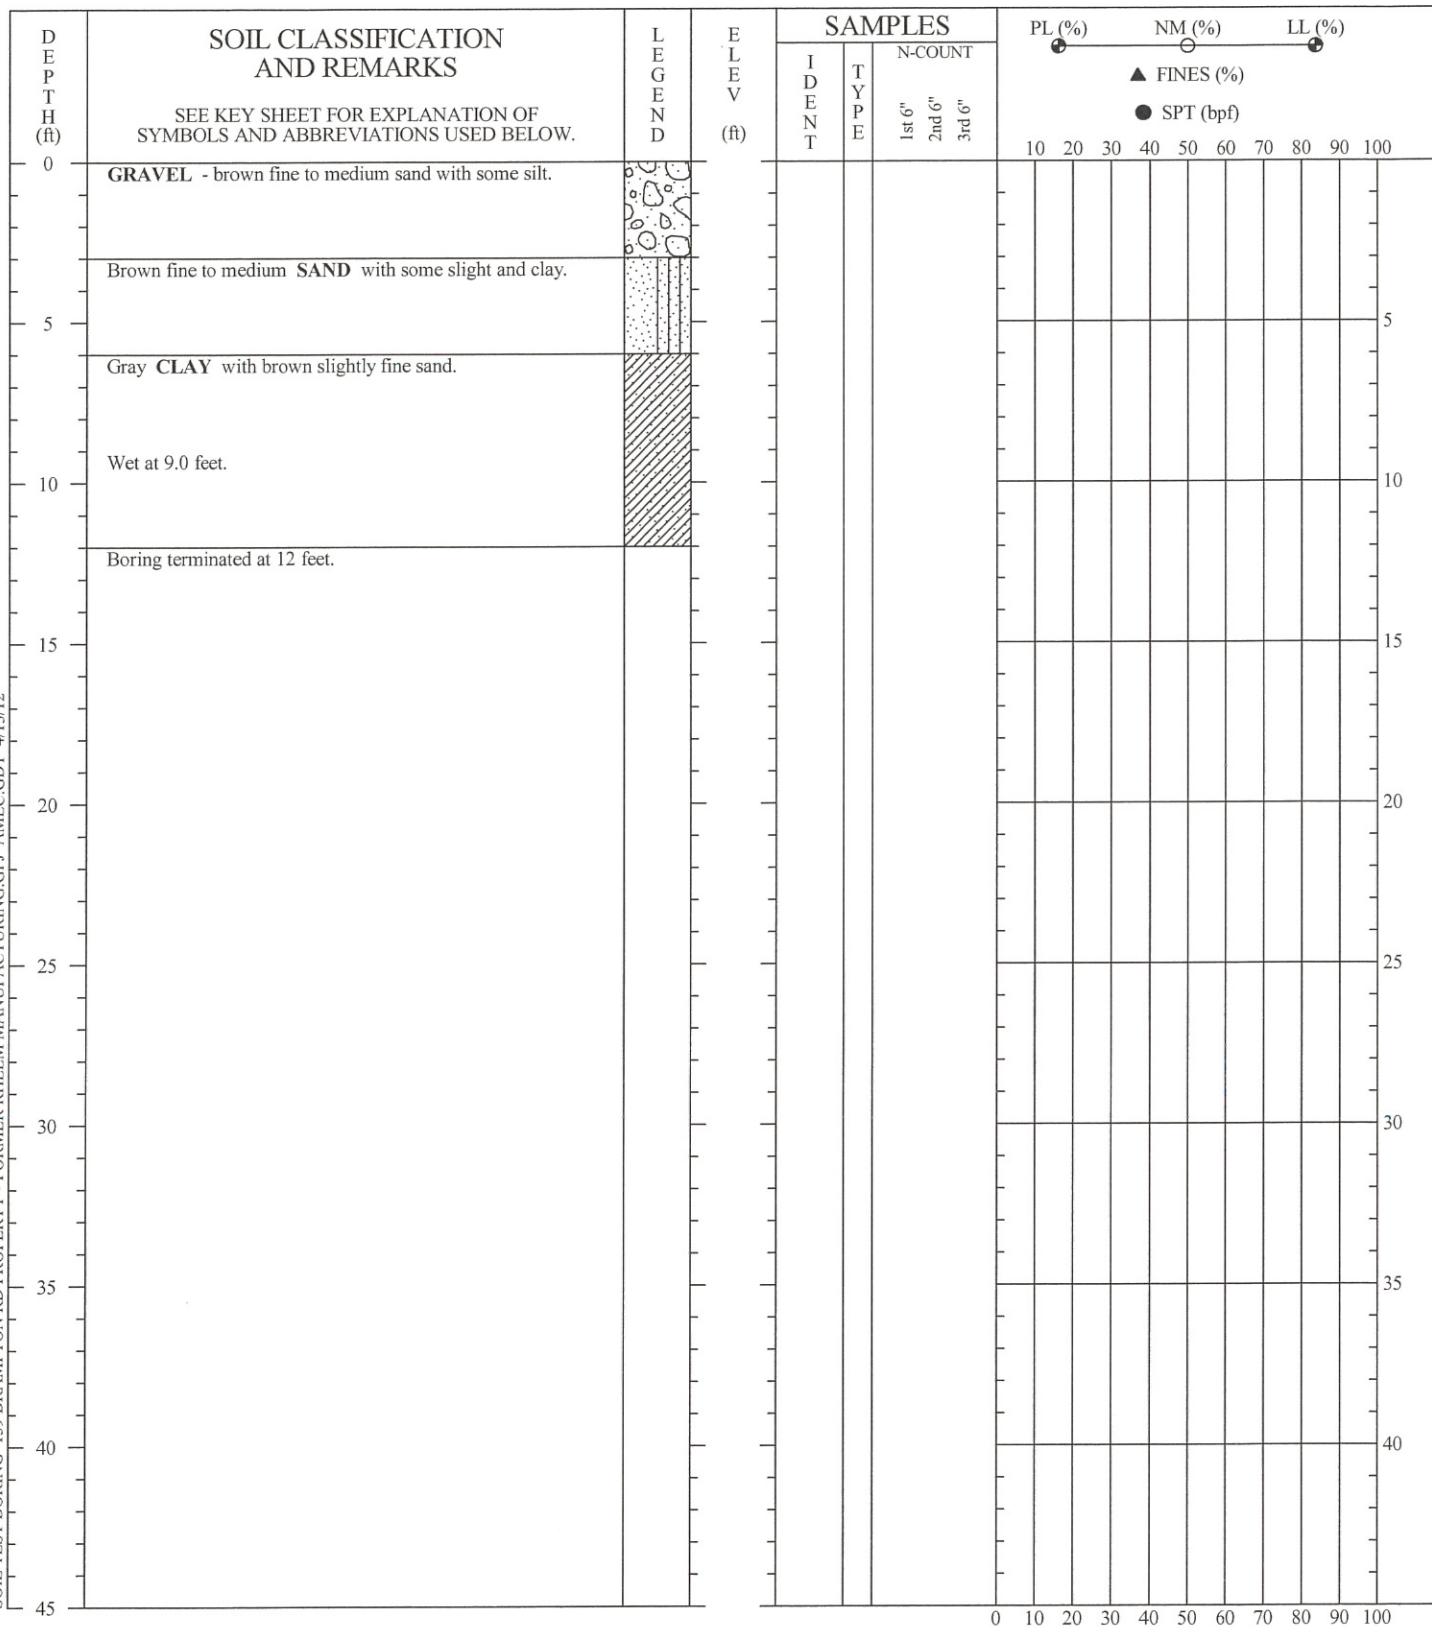 DEPTH (ft)
SOIL CLASSIFICATION
AND REMARKS
SEE KEY SHEET FOR EXPLANATION OF
SYMBOLS AND ABBREVIATIONS USED BELOW.
LEGEND
ELEV (ft)
SAMPLES
IDENT
TYPE
N-COUNT
1st 6"
2nd 6"
3rd 6"
PL (%) NM (%) LL (%)
▲ FINES (%)
● SPT (bpf)
10 20 30 40 50 60 70 80 90 100
0
GRAVEL - brown fine to medium sand with some silt.
Brown fine to medium SAND with some slight and clay.
5 5
Gray CLAY with brown slightly fine sand.
Wet at 9.0 feet.
10 10
Boring terminated at 12 feet.
15 15
20 20
25 25
30 30
35 35
40 40
45
0 10 20 30 40 50 60 70 80 90 100